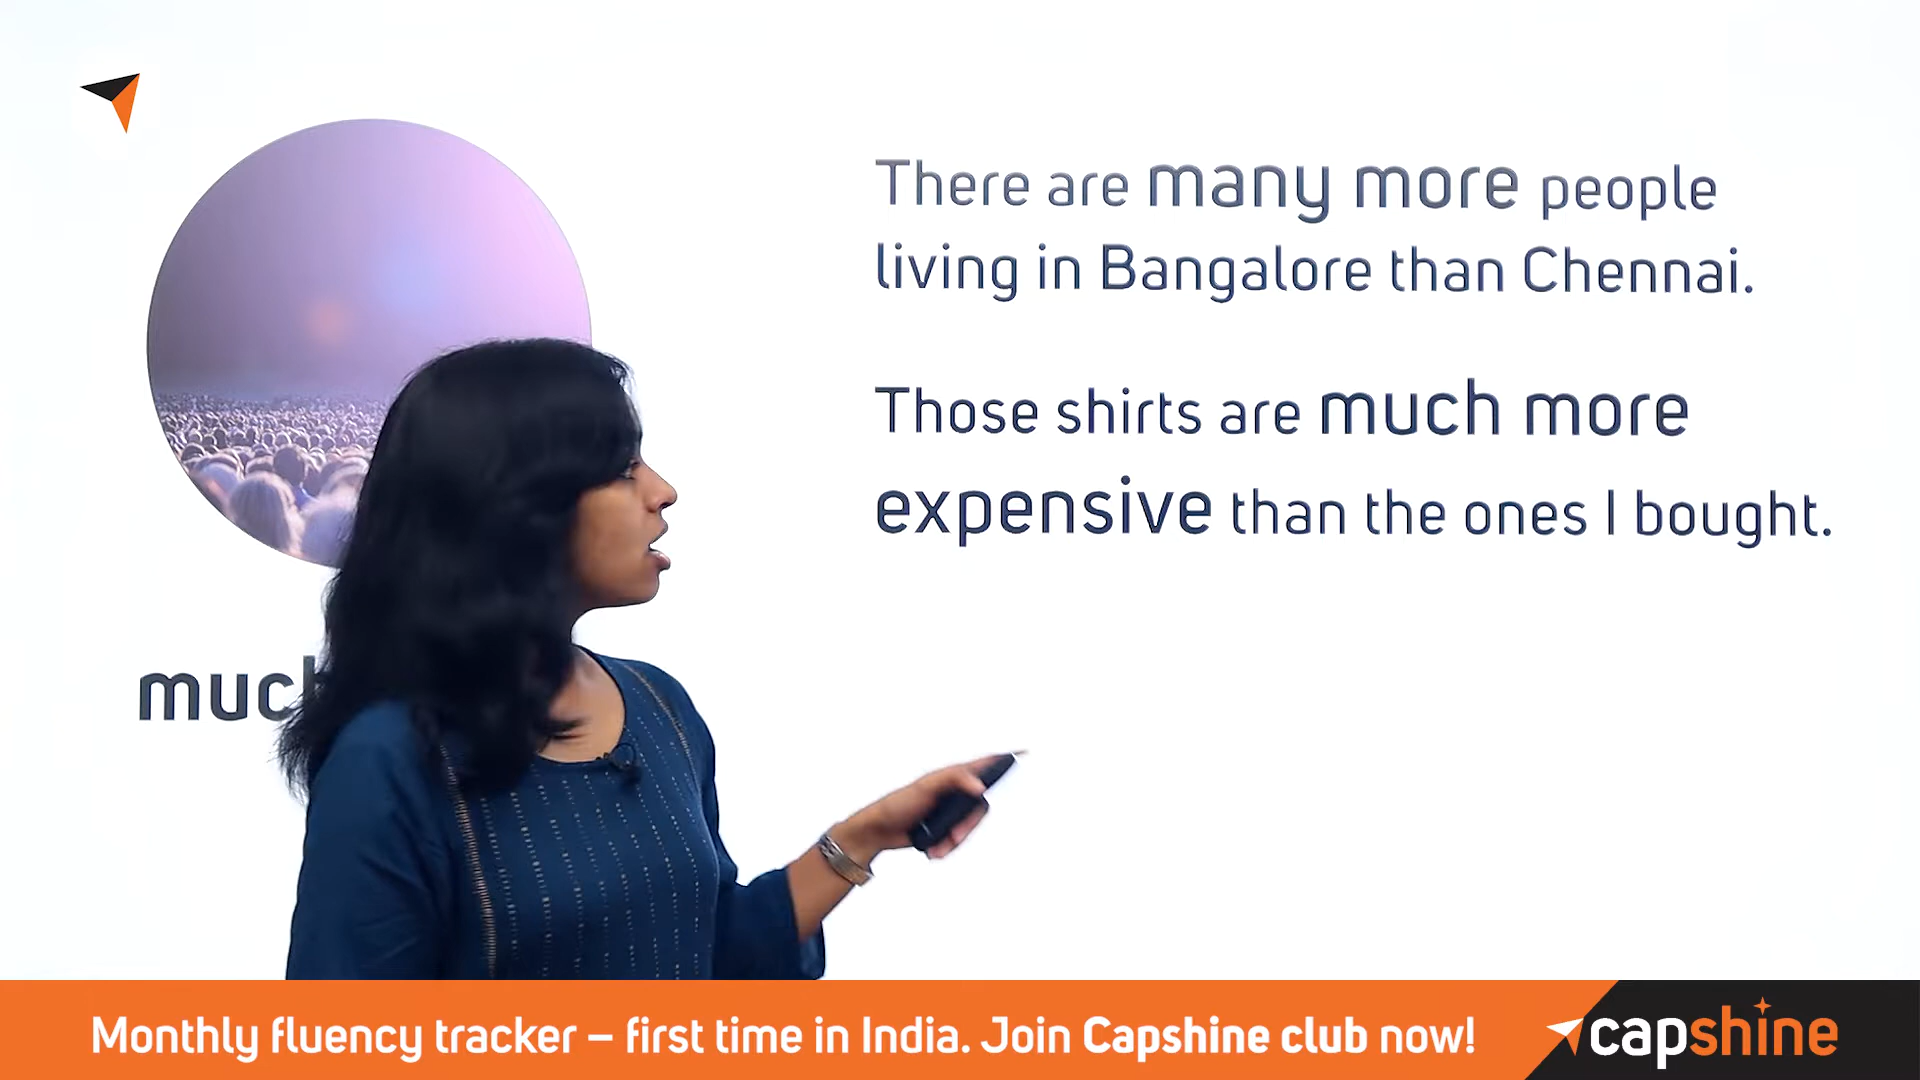 There are many more people
living in Bangalore than Chennai.
Those shirts are much more
expensive than the ones I bought.
Monthly fluency tracker – first time in India. Join Capshine club now!
capshine